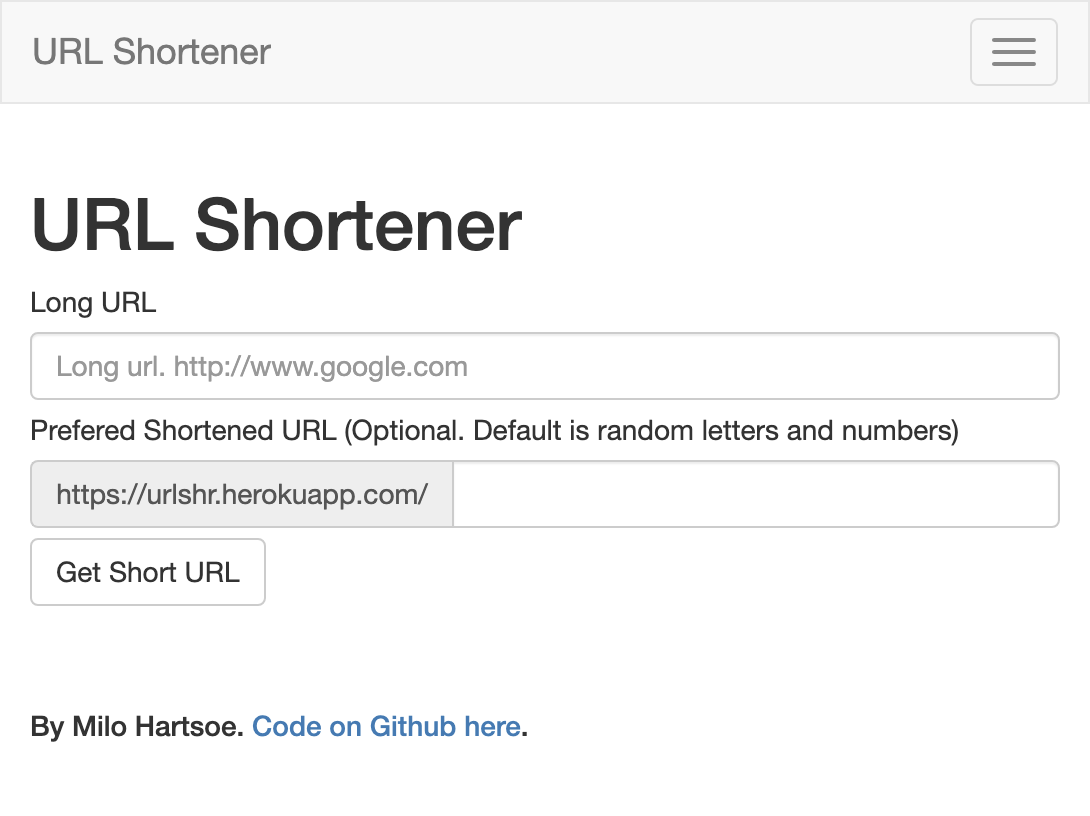 URL Shortener
URL Shortener
Long URL
Long url. http://www.google.com
Prefered Shortened URL (Optional. Default is random letters and numbers)
https://urlshr.herokuapp.com/
Get Short URL
By Milo Hartsoe. Code on Github here.